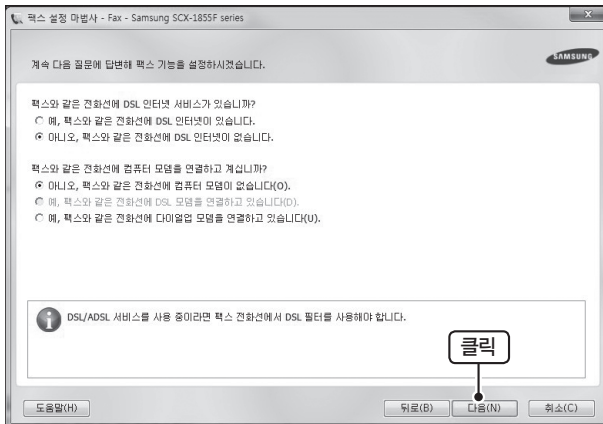 팩스 설정 마법사 - Fax - Samsung SCX-1855F series
계속 다음 질문에 답변해 팩스 기능을 설정하시겠습니다.
SAMSUNG
팩스와 같은 전화선에 DSL 인터넷 서비스가 있습니까?
예, 팩스와 같은 전화선에 DSL 인터넷이 있습니다.
아니오, 팩스와 같은 전화선에 DSL 인터넷이 없습니다.
팩스와 같은 전화선에 컴퓨터 모뎀을 연결하고 계십니까?
아니오, 팩스와 같은 전화선에 컴퓨터 모뎀이 없습니다(O).
예, 팩스와 같은 전화선에 DSL 모뎀을 연결하고 있습니다(D).
예, 팩스와 같은 전화선에 다이얼업 모뎀을 연결하고 있습니다(U).
DSL/ADSL 서비스를 사용 중이라면 팩스 전화선에서 DSL 필터를 사용해야 합니다.
클릭
도움말(H) 뒤로(B) 다음(N) 취소(C)